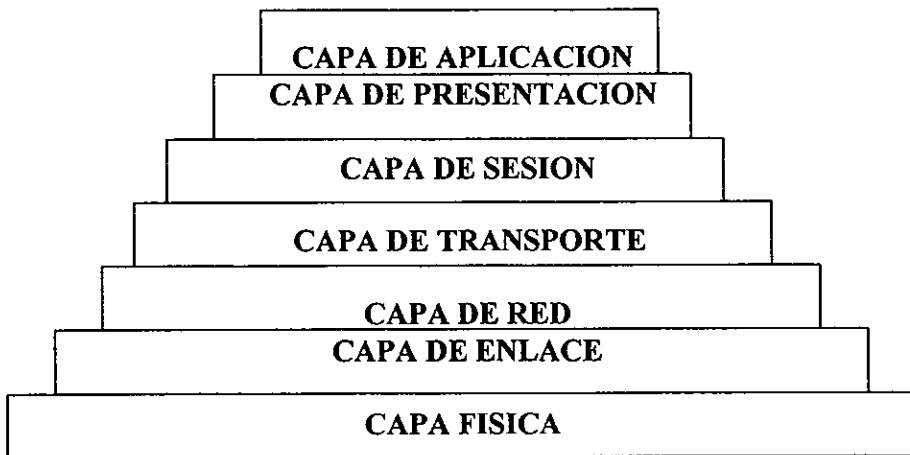 CAPA DE APLICACION
CAPA DE PRESENTACION
CAPA DE SESION
CAPA DE TRANSPORTE
CAPA DE RED
CAPA DE ENLACE
CAPA FISICA